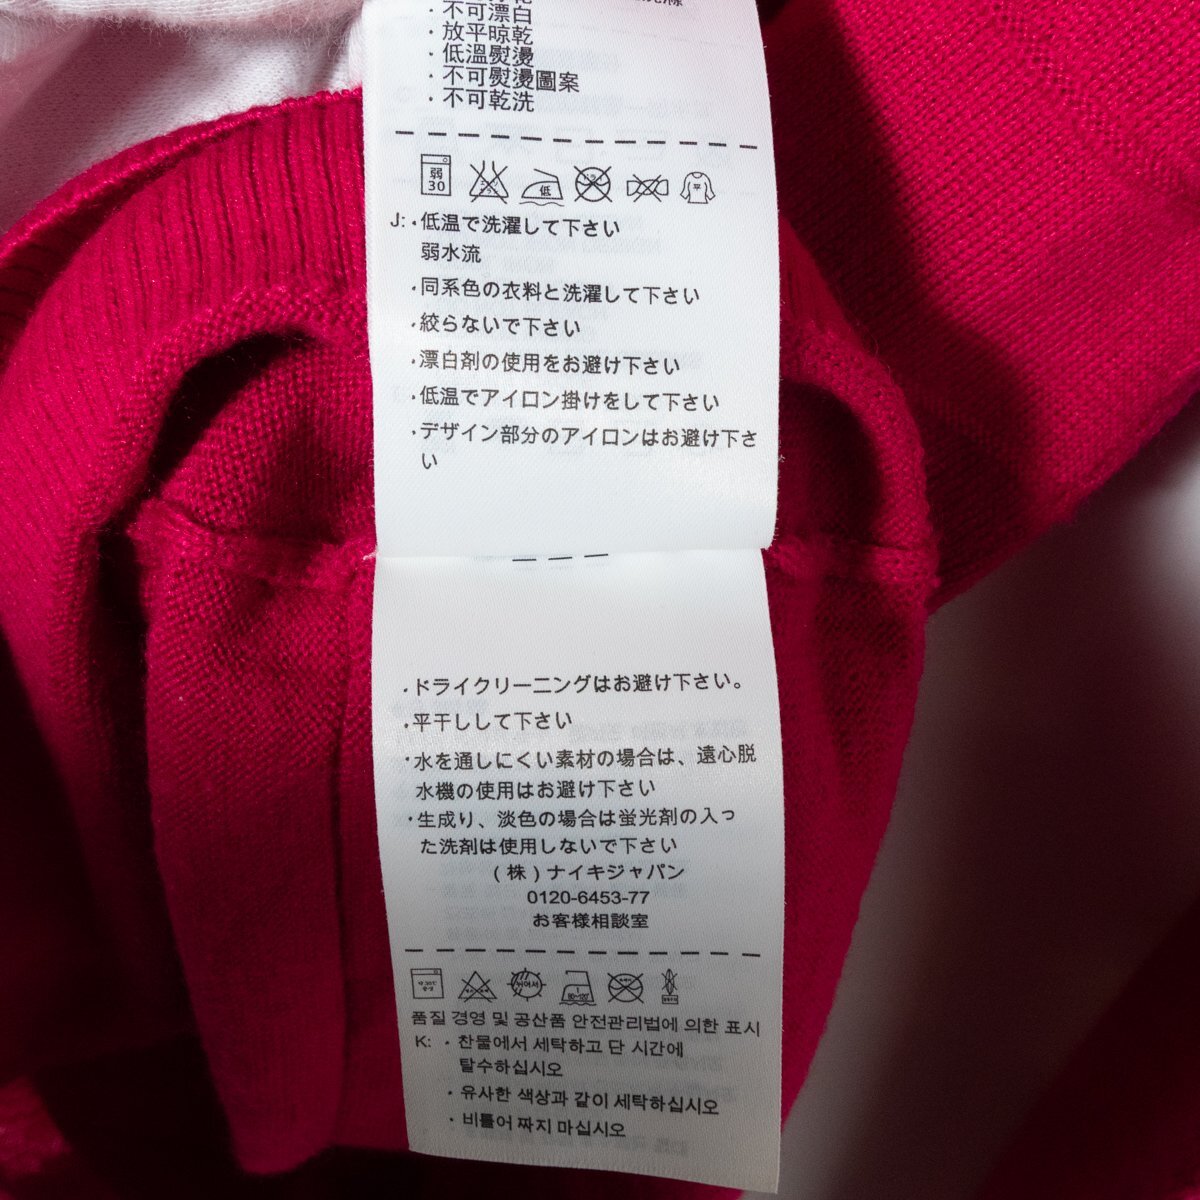 ·不可漂白
·放平晾乾
·低溫熨燙
·不可熨燙圖案
·不可乾洗
弱
30
低
平
J:·低温で洗濯して下さい
弱水流
·同系色の衣料と洗濯して下さい
·絞らないで下さい
·漂白剤の使用をお避け下さい
·低温でアイロン掛けをして下さい
·デザイン部分のアイロンはお避け下さ
い
·ドライクリーニングはお避け下さい。
·平干しして下さい
·水を通しにくい素材の場合は、遠心脱
水機の使用はお避け下さい
·生成り、淡色の場合は蛍光剤の入っ
た洗剤は使用しないで下さい
(株)ナイキジャパン
0120-6453-77
お客様相談室
품질 경영 및 공산품 안전관리법에 의한 표시
K: · 찬물에서 세탁하고 단 시간에
탈수하십시오
· 유사한 색상과 같이 세탁하십시오
· 비틀어 짜지 마십시오